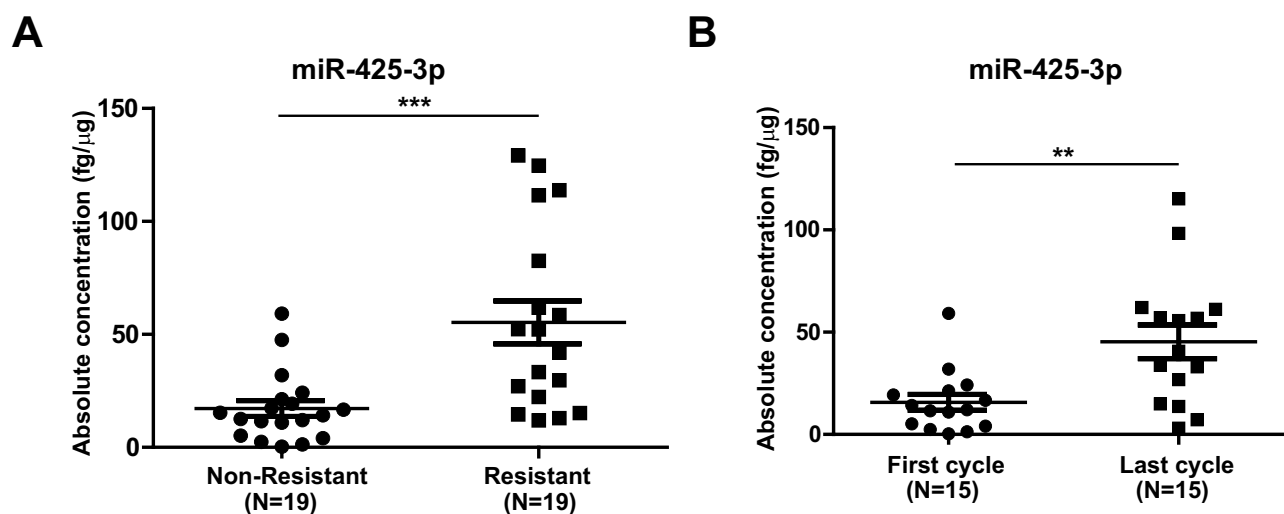 A
miR-425-3p
Absolute concentration (fg/µg)
150
100
50
0
***
Non-Resistant
(N=19)
Resistant
(N=19)
B
miR-425-3p
Absolute concentration (fg/µg)
150
100
50
0
**
First cycle
(N=15)
Last cycle
(N=15)